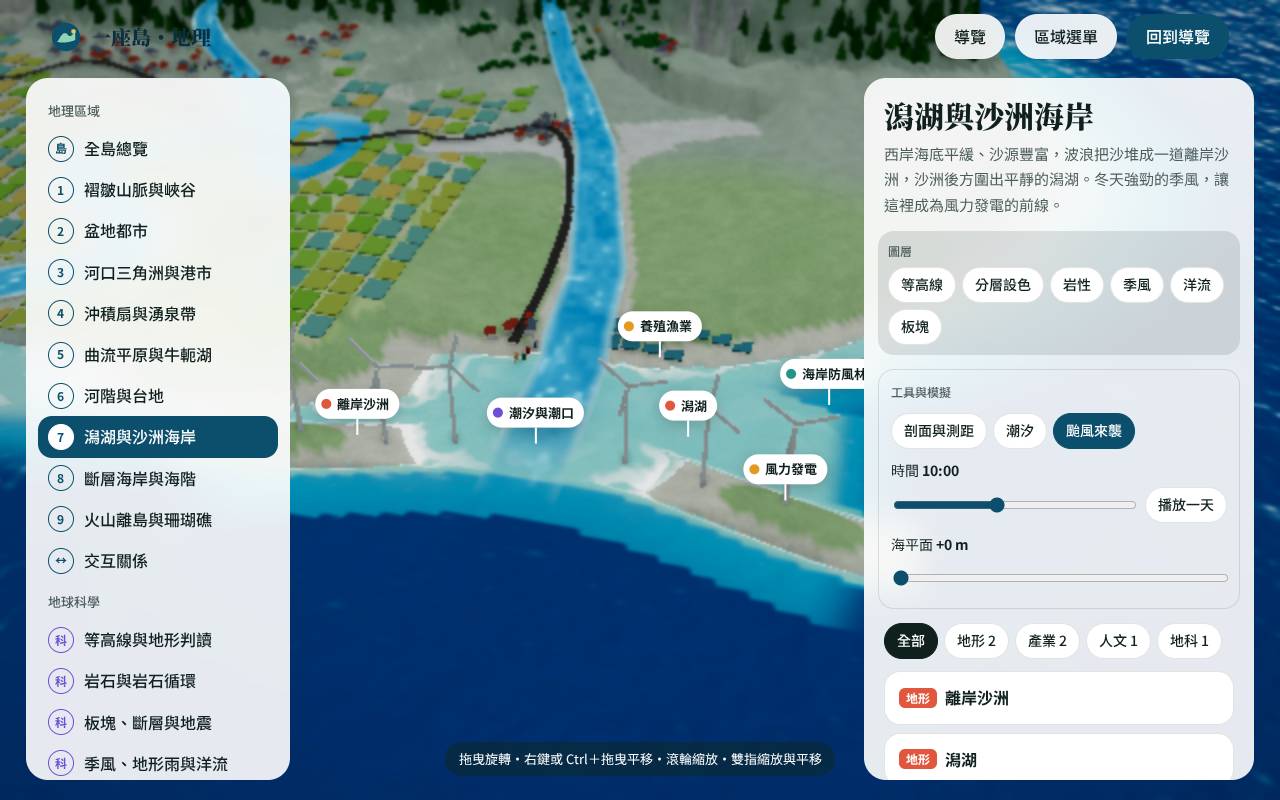 一座島・地理
導覽
區域選單
回到導覽
地理區域
島 全島總覽
1 褶皺山脈與峽谷
2 盆地都市
3 河口三角洲與港市
4 沖積扇與湧泉帶
5 曲流平原與牛軛湖
6 河階與台地
7 潟湖與沙洲海岸
8 斷層海岸與海階
9 火山離島與珊瑚礁
↔ 交互關係
地球科學
科 等高線與地形判讀
科 岩石與岩石循環
科 板塊、斷層與地震
科 季風、地形雨與洋流
養殖漁業
海岸防風林
離岸沙洲
潮汐與潮口
潟湖
風力發電
拖曳旋轉・右鍵或 Ctrl＋拖曳平移・滾輪縮放・雙指縮放與平移
潟湖與沙洲海岸
西岸海底平緩、沙源豐富，波浪把沙堆成一道離岸沙
洲，沙洲後方圍出平靜的潟湖。冬天強勁的季風，讓
這裡成為風力發電的前線。
圖層
等高線 分層設色 岩性 季風 洋流
板塊
工具與模擬
剖面與測距 潮汐 颱風來襲
時間 10:00
播放一天
海平面 +0 m
全部 地形 2 產業 2 人文 1 地科 1
地形 離岸沙洲
地形 潟湖